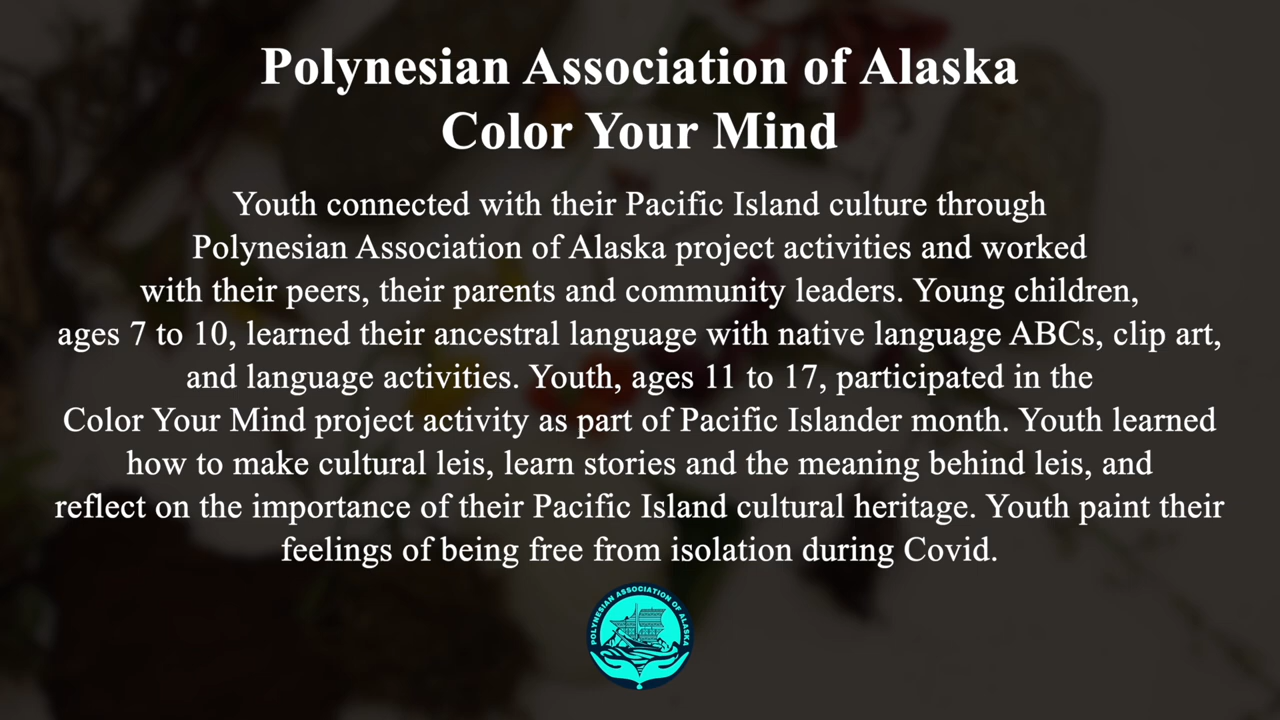 Polynesian Association of Alaska
Color Your Mind
Youth connected with their Pacific Island culture through
Polynesian Association of Alaska project activities and worked
with their peers, their parents and community leaders. Young children,
ages 7 to 10, learned their ancestral language with native language ABCs, clip art,
and language activities. Youth, ages 11 to 17, participated in the
Color Your Mind project activity as part of Pacific Islander month. Youth learned
how to make cultural leis, learn stories and the meaning behind leis, and
reflect on the importance of their Pacific Island cultural heritage. Youth paint their
feelings of being free from isolation during Covid.
POLYNESIAN ASSOCIATION OF ALASKA